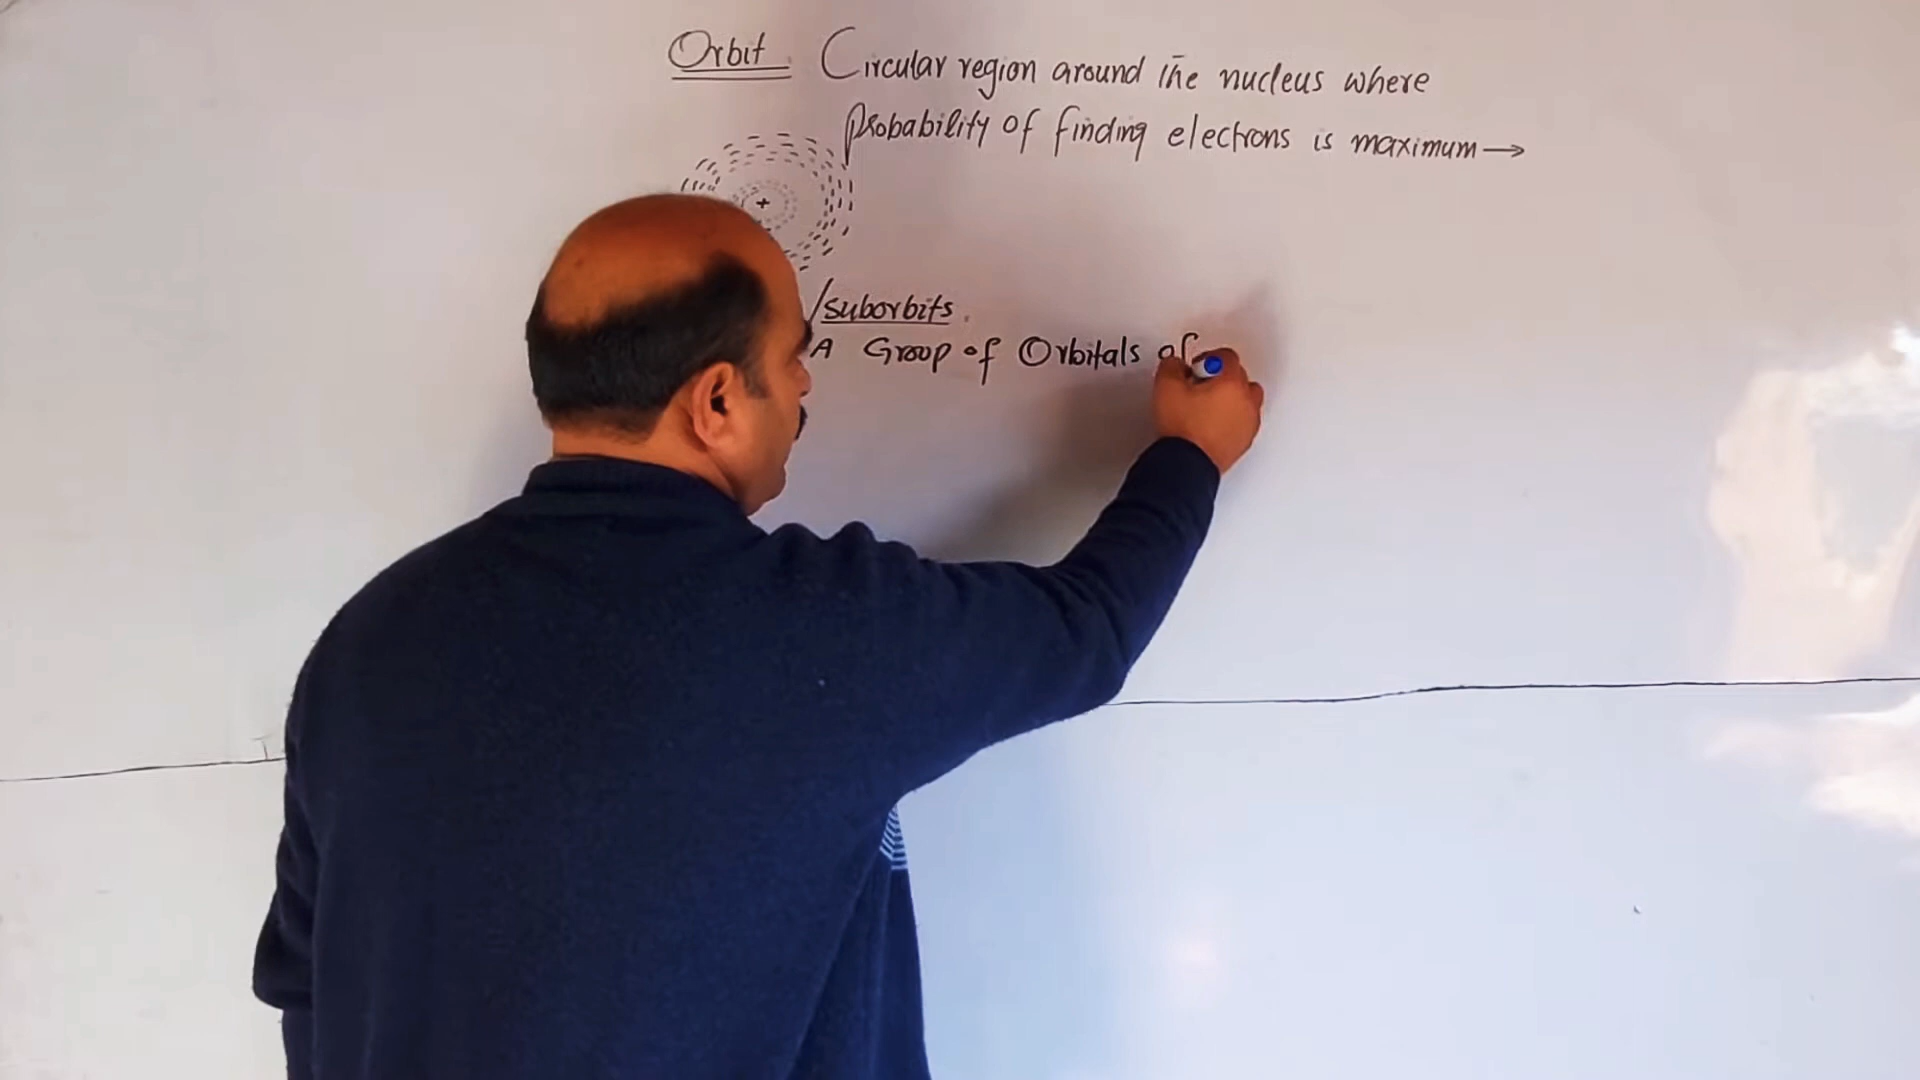 Orbit. Circular region around the nucleus where
Probability of finding electrons is maximum →
+
/suborbits.
A Group of Orbitals of